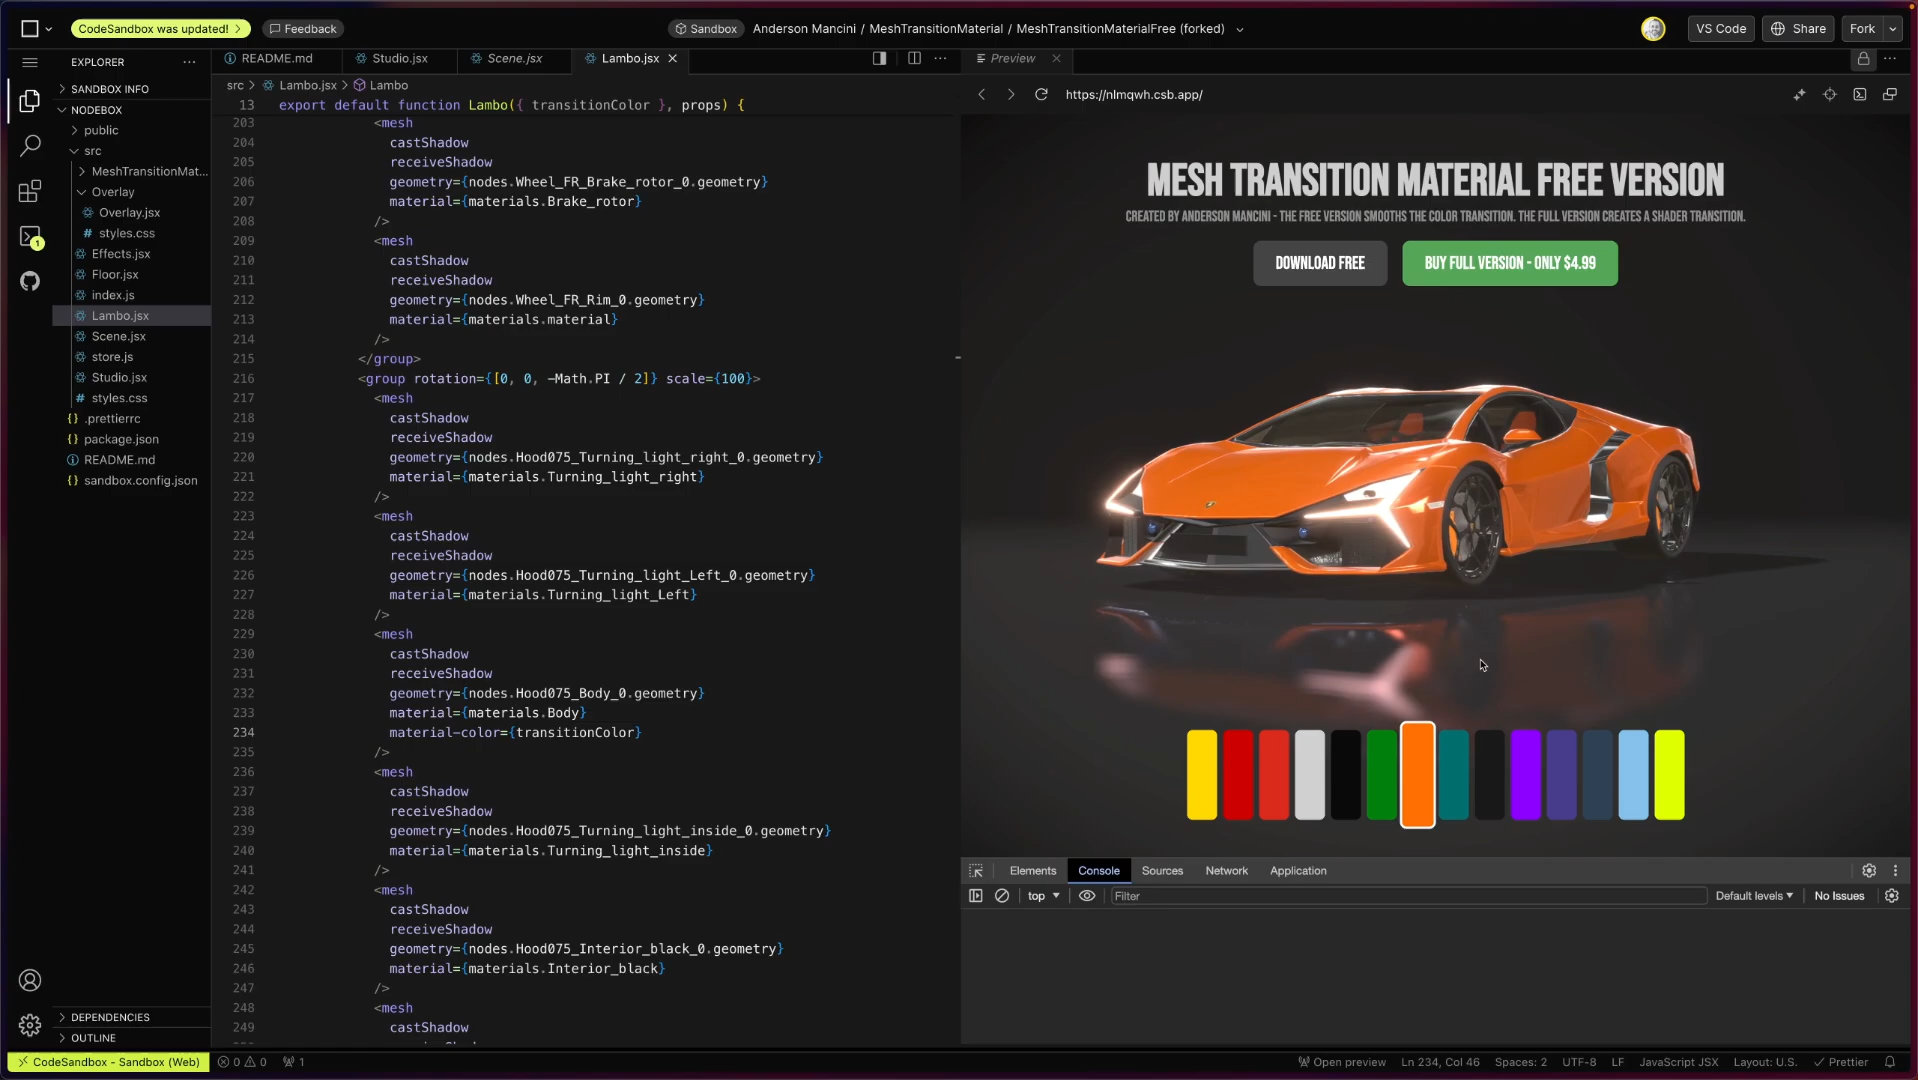 CodeSandbox was updated!
Feedback
Sandbox
Anderson Mancini / MeshTransitionMaterial / MeshTransitionMaterialFree (forked)
VS Code
Share
Fork
EXPLORER
SANDBOX INFO
NODEBOX
public
src
MeshTransitionMat...
Overlay
Overlay.jsx
# styles.css
Effects.jsx
Floor.jsx
index.js
Lambo.jsx
Scene.jsx
store.js
Studio.jsx
# styles.css
{} .prettierrc
{} package.json
README.md
{} sandbox.config.json
DEPENDENCIES
OUTLINE
1
README.md
Studio.jsx
Scene.jsx
Lambo.jsx
src > Lambo.jsx > Lambo
13 export default function Lambo({ transitionColor }, props) {
203 <mesh
204 castShadow
205 receiveShadow
206 geometry={nodes.Wheel_FR_Brake_rotor_0.geometry}
207 material={materials.Brake_rotor}
208 />
209 <mesh
210 castShadow
211 receiveShadow
212 geometry={nodes.Wheel_FR_Rim_0.geometry}
213 material={materials.material}
214 />
215 </group>
216 <group rotation={[0, 0, -Math.PI / 2]} scale={100}>
217 <mesh
218 castShadow
219 receiveShadow
220 geometry={nodes.Hood075_Turning_light_right_0.geometry}
221 material={materials.Turning_light_right}
222 />
223 <mesh
224 castShadow
225 receiveShadow
226 geometry={nodes.Hood075_Turning_light_Left_0.geometry}
227 material={materials.Turning_light_Left}
228 />
229 <mesh
230 castShadow
231 receiveShadow
232 geometry={nodes.Hood075_Body_0.geometry}
233 material={materials.Body}
234 material-color={transitionColor}
235 />
236 <mesh
237 castShadow
238 receiveShadow
239 geometry={nodes.Hood075_Turning_light_inside_0.geometry}
240 material={materials.Turning_light_inside}
241 />
242 <mesh
243 castShadow
244 receiveShadow
245 geometry={nodes.Hood075_Interior_black_0.geometry}
246 material={materials.Interior_black}
247 />
248 <mesh
249 castShadow
Preview
https://nlmqwh.csb.app/
MESH TRANSITION MATERIAL FREE VERSION
CREATED BY ANDERSON MANCINI - THE FREE VERSION SMOOTHS THE COLOR TRANSITION. THE FULL VERSION CREATES A SHADER TRANSITION.
DOWNLOAD FREE
BUY FULL VERSION - ONLY $4.99
Elements
Console
Sources
Network
Application
top
Filter
Default levels
No Issues
CodeSandbox - Sandbox (Web)
0 0
1
Open preview
Ln 234, Col 46
Spaces: 2
UTF-8
LF
JavaScript JSX
Layout: U.S.
Prettier